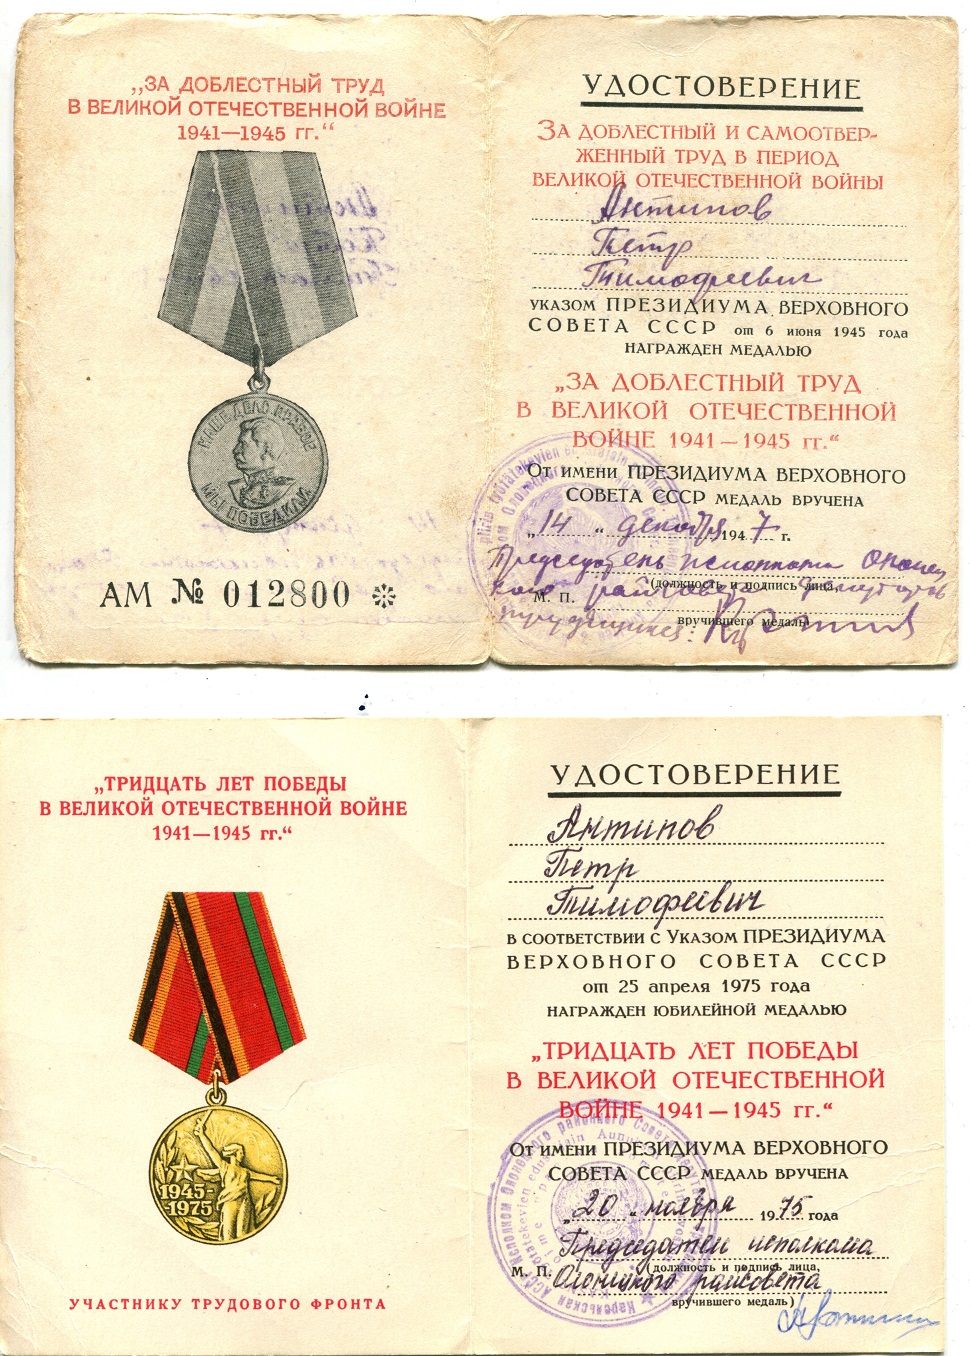 „ЗА ДОБЛЕСТНЫЙ ТРУД
В ВЕЛИКОЙ ОТЕЧЕСТВЕННОЙ ВОЙНЕ
1941—1945 гг.“
НАШЕ ДЕЛО ПРАВОЕ
МЫ ПОБЕДИЛИ
АМ № 012800
УДОСТОВЕРЕНИЕ
ЗА ДОБЛЕСТНЫЙ И САМООТВЕР-
ЖЕННЫЙ ТРУД В ПЕРИОД
ВЕЛИКОЙ ОТЕЧЕСТВЕННОЙ ВОЙНЫ
Антипов
Петр
Тимофеевич
УКАЗОМ ПРЕЗИДИУМА ВЕРХОВНОГО
СОВЕТА СССР от 6 июня 1945 года
НАГРАЖДЕН МЕДАЛЬЮ
„ЗА ДОБЛЕСТНЫЙ ТРУД
В ВЕЛИКОЙ ОТЕЧЕСТВЕННОЙ
ВОЙНЕ 1941—1945 гг.“
ОТ ИМЕНИ ПРЕЗИДИУМА ВЕРХОВНОГО
СОВЕТА СССР МЕДАЛЬ ВРУЧЕНА
„14“ декабря 1947 г.
Председатель исполкома Олонец
(должность и подпись лица,
кого райсовета
М. П.
трудящихся:
вручившего медаль)
„ТРИДЦАТЬ ЛЕТ ПОБЕДЫ
В ВЕЛИКОЙ ОТЕЧЕСТВЕННОЙ ВОЙНЕ
1941—1945 гг.“
1945-
1975
УЧАСТНИКУ ТРУДОВОГО ФРОНТА
УДОСТОВЕРЕНИЕ
Антипов
Петр
Тимофеевич
В СООТВЕТСТВИИ С УКАЗОМ ПРЕЗИДИУМА
ВЕРХОВНОГО СОВЕТА СССР
от 25 апреля 1975 года
НАГРАЖДЕН ЮБИЛЕЙНОЙ МЕДАЛЬЮ
„ТРИДЦАТЬ ЛЕТ ПОБЕДЫ
В ВЕЛИКОЙ ОТЕЧЕСТВЕННОЙ
ВОЙНЕ 1941—1945 гг.“
ОТ ИМЕНИ ПРЕЗИДИУМА ВЕРХОВНОГО
СОВЕТА СССР МЕДАЛЬ ВРУЧЕНА
„20“ ноября 1975 года
Председатель исполкома
(должность и подпись лица,
М. П. Олонецкого райсовета
вручившего медаль)